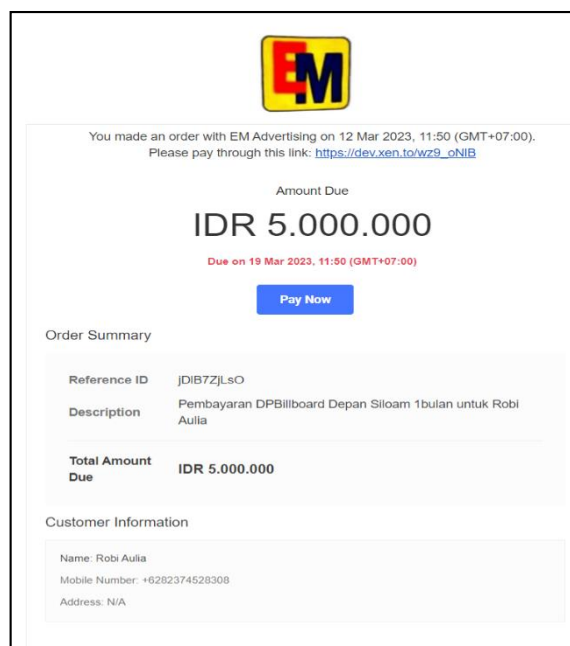 EM
You made an order with EM Advertising on 12 Mar 2023, 11:50 (GMT+07:00).
Please pay through this link: https://dev.xen.to/wz9_oNIB
Amount Due
IDR 5.000.000
Due on 19 Mar 2023, 11:50 (GMT+07:00)
Pay Now
Order Summary
Reference ID jDIB7ZjLsO
Description Pembayaran DPBillboard Depan Siloam 1bulan untuk Robi
Aulia
Total Amount
Due IDR 5.000.000
Customer Information
Name: Robi Aulia
Mobile Number: +6282374528308
Address: N/A